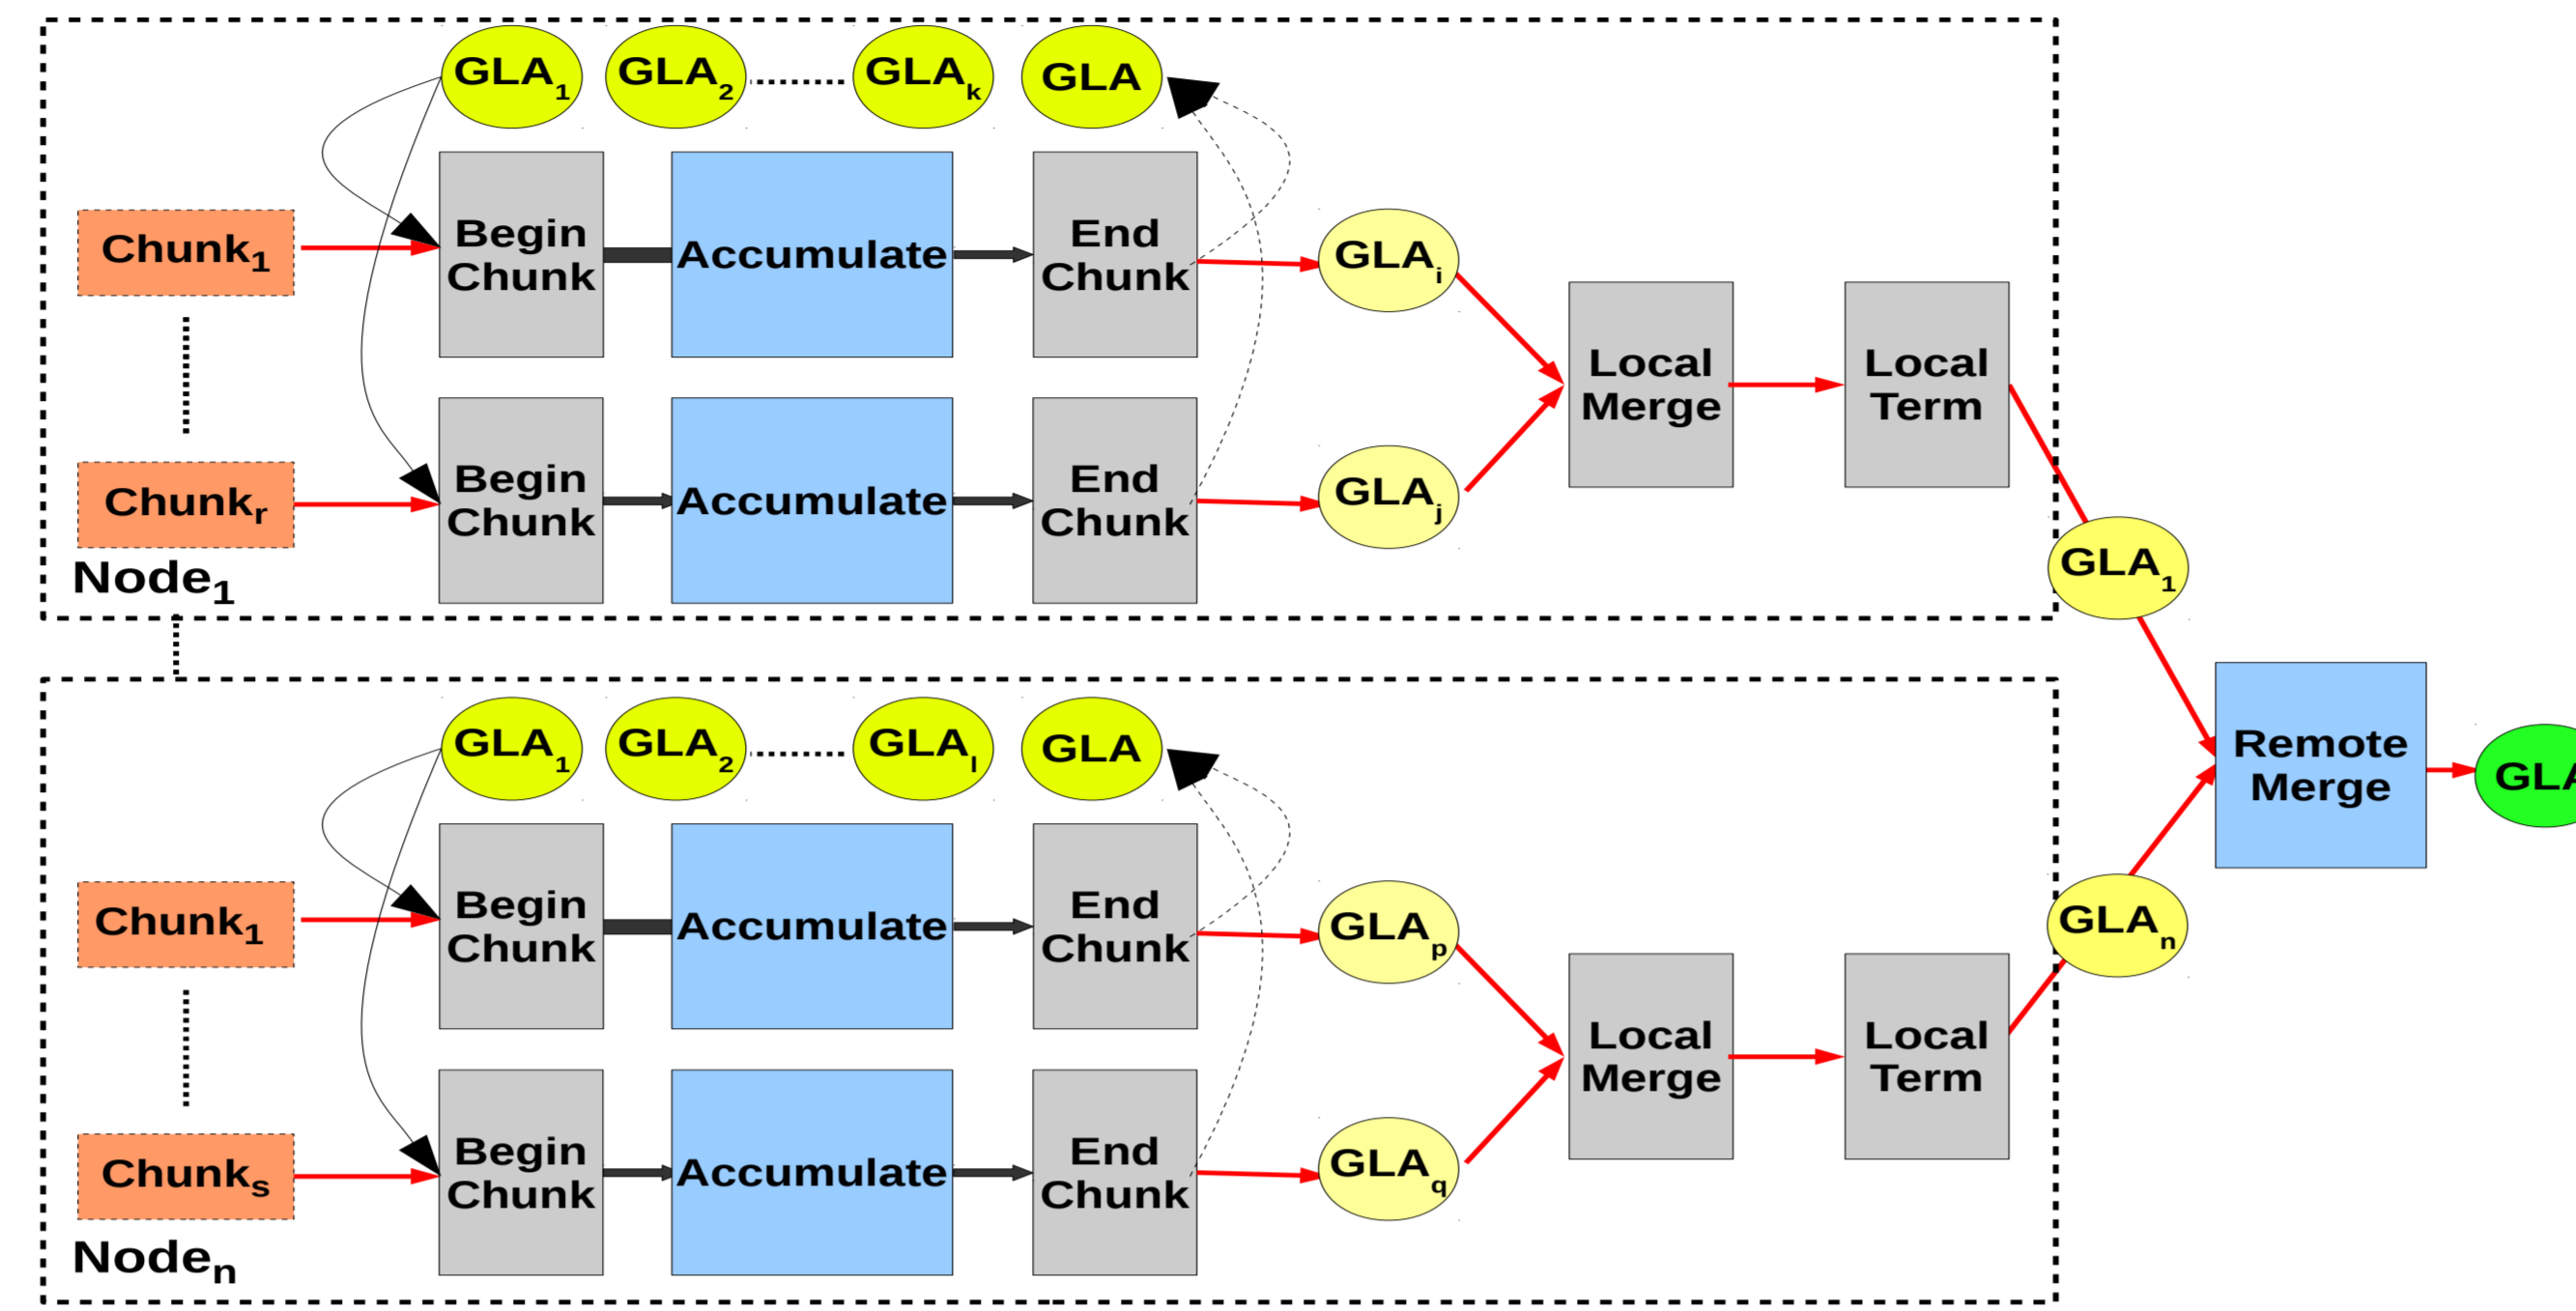 GLA₁ GLA₂ GLAₖ GLA
Begin
Chunk
Accumulate
End
Chunk
Chunk₁
GLAᵢ
Local
Merge
Local
Term
Begin
Chunk
Accumulate
End
Chunk
Chunkᵣ
GLAⱼ
Node₁
GLA₁
GLA₁ GLA₂ GLAₗ GLA
Remote
Merge
GLA
Begin
Chunk
Accumulate
End
Chunk
Chunk₁
GLAₚ
GLAₙ
Local
Merge
Local
Term
Begin
Chunk
Accumulate
End
Chunk
Chunkₛ
GLAq
Nodeₙ